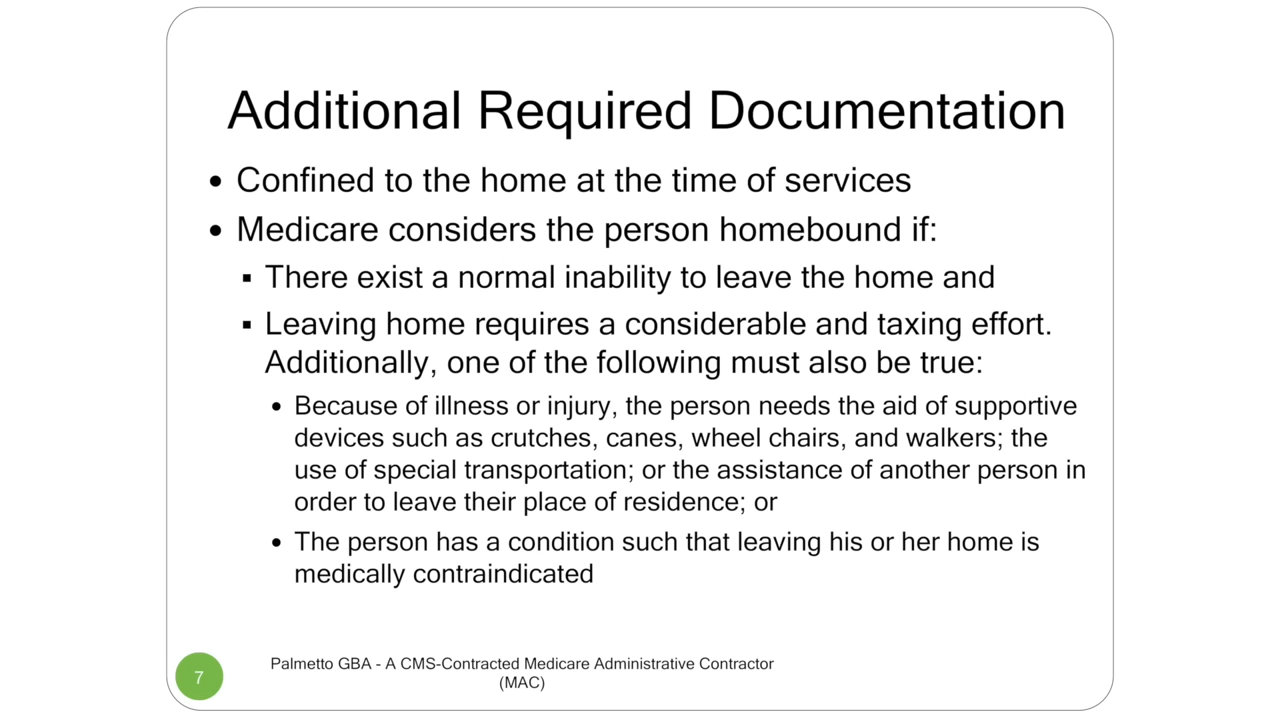 Additional Required Documentation
• Confined to the home at the time of services
• Medicare considers the person homebound if:
▪ There exist a normal inability to leave the home and
▪ Leaving home requires a considerable and taxing effort.
Additionally, one of the following must also be true:
• Because of illness or injury, the person needs the aid of supportive
devices such as crutches, canes, wheel chairs, and walkers; the
use of special transportation; or the assistance of another person in
order to leave their place of residence; or
• The person has a condition such that leaving his or her home is
medically contraindicated
7
Palmetto GBA - A CMS-Contracted Medicare Administrative Contractor
(MAC)